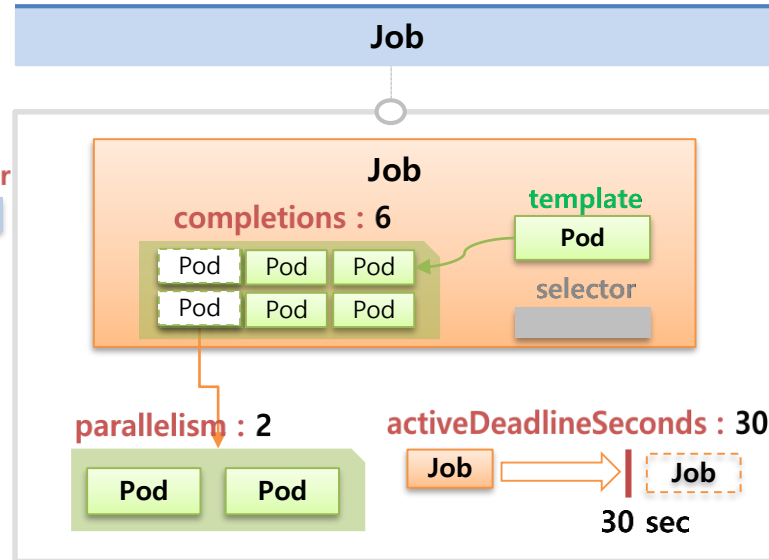 Job
Job
r
completions : 6
template
Pod
Pod Pod Pod
Pod Pod Pod
selector
parallelism : 2
Pod Pod
activeDeadlineSeconds : 30
Job
Job
30 sec